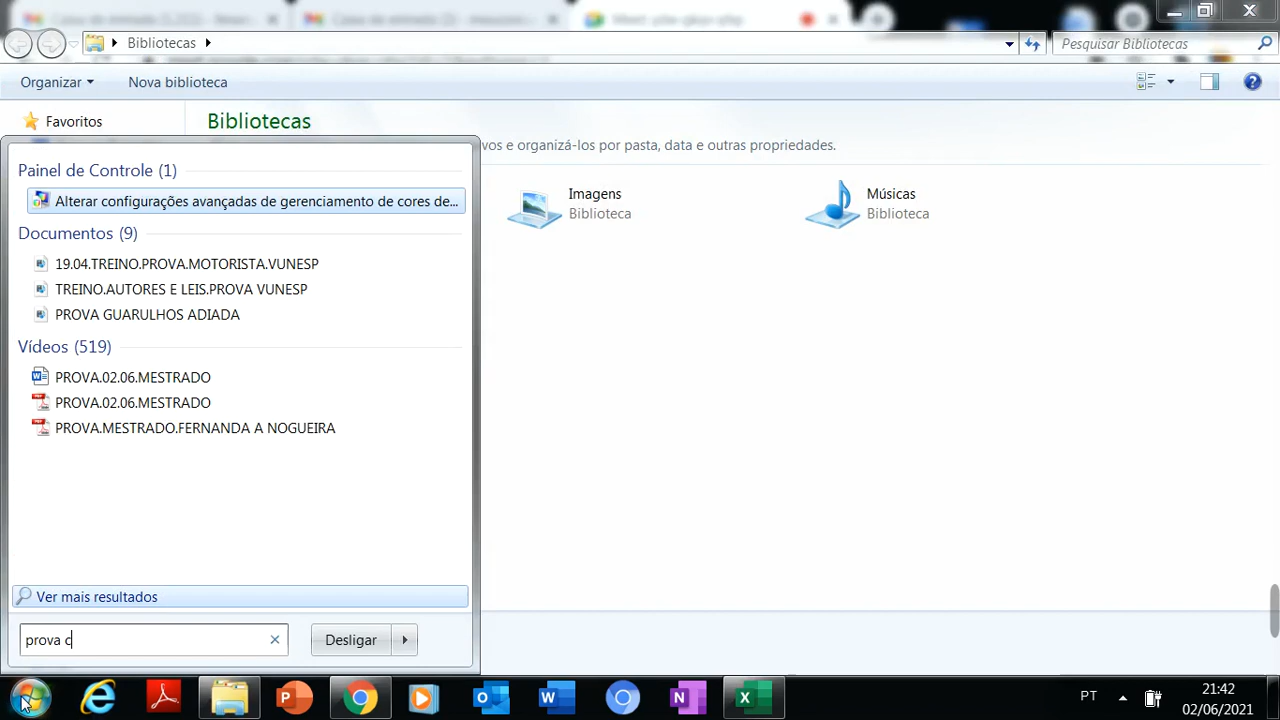 Bibliotecas
Pesquisar Bibliotecas
Organizar
Nova biblioteca
Favoritos
Bibliotecas
vos e organizá-los por pasta, data e outras propriedades.
Painel de Controle (1)
Alterar configurações avançadas de gerenciamento de cores de...
Imagens
Biblioteca
Músicas
Biblioteca
Documentos (9)
19.04.TREINO.PROVA.MOTORISTA.VUNESP
TREINO.AUTORES E LEIS.PROVA VUNESP
PROVA GUARULHOS ADIADA
Vídeos (519)
PROVA.02.06.MESTRADO
PROVA.02.06.MESTRADO
PROVA.MESTRADO.FERNANDA A NOGUEIRA
Ver mais resultados
prova c
Desligar
PT
21:42
02/06/2021